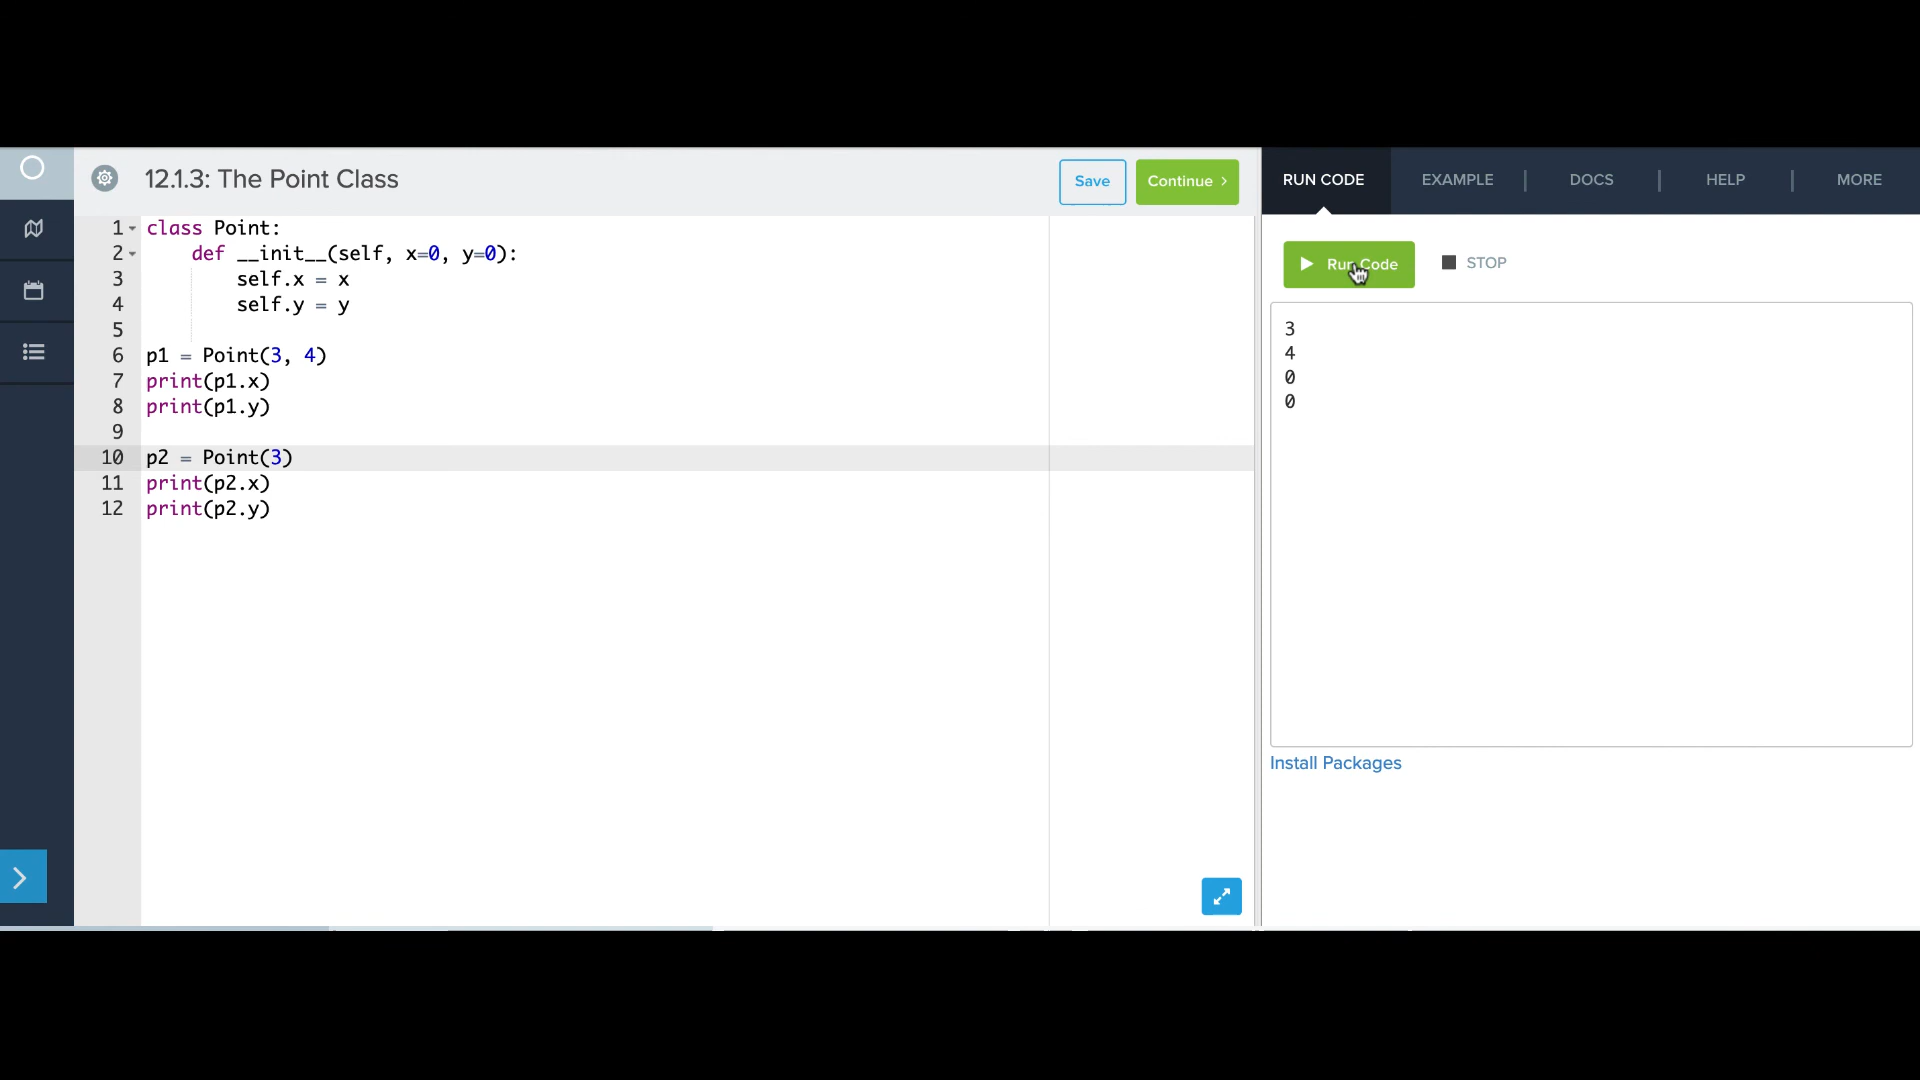 12.1.3: The Point Class
Save
Continue >
RUN CODE
EXAMPLE
DOCS
HELP
MORE
1 class Point:
2     def __init__(self, x=0, y=0):
3         self.x = x
4         self.y = y
5
6 p1 = Point(3, 4)
7 print(p1.x)
8 print(p1.y)
9
10 p2 = Point(3)
11 print(p2.x)
12 print(p2.y)
Run Code
STOP
3
4
0
0
Install Packages